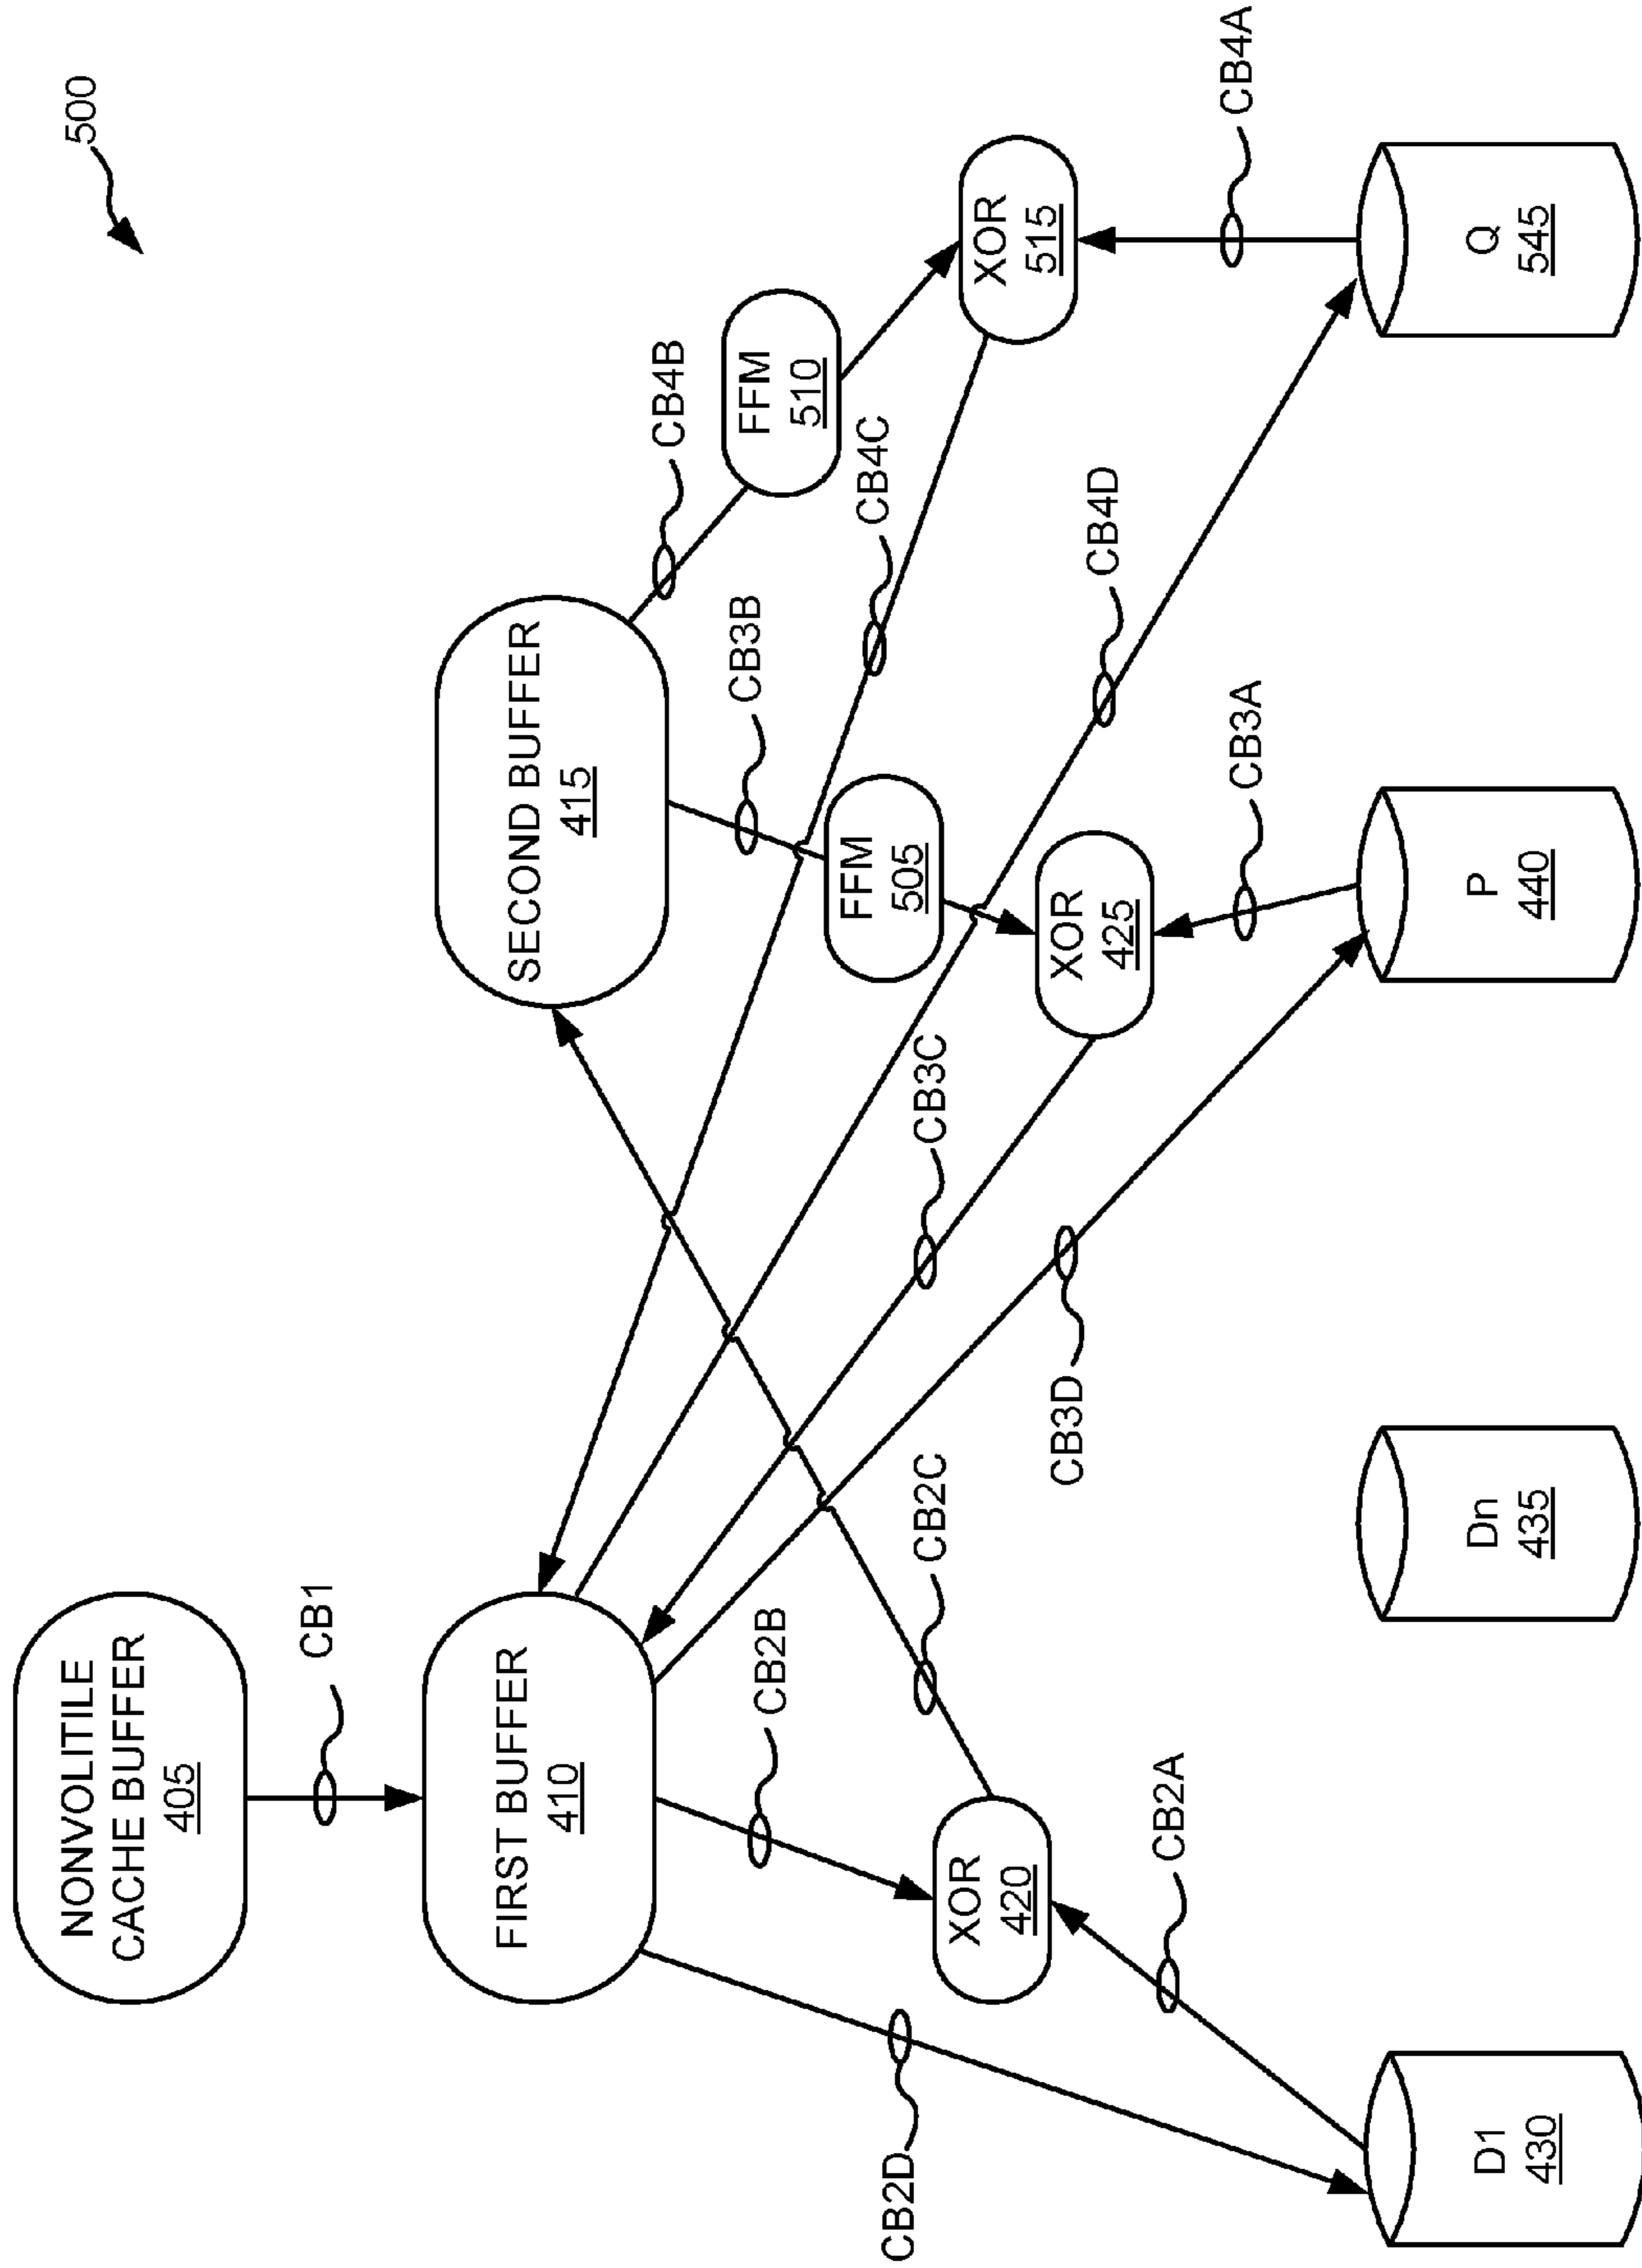 500
NONVOLITILE
CACHE BUFFER
405
CB1
FIRST BUFFER
410
SECOND BUFFER
415
CB4B
FFM
510
CB3B
CB4C
FFM
505
XOR
515
CB2B
CB2D
CB2C
CB3C
CB4D
XOR
420
XOR
425
CB3D
CB2A
CB3A
CB4A
D1
430
Dn
435
P
440
Q
545